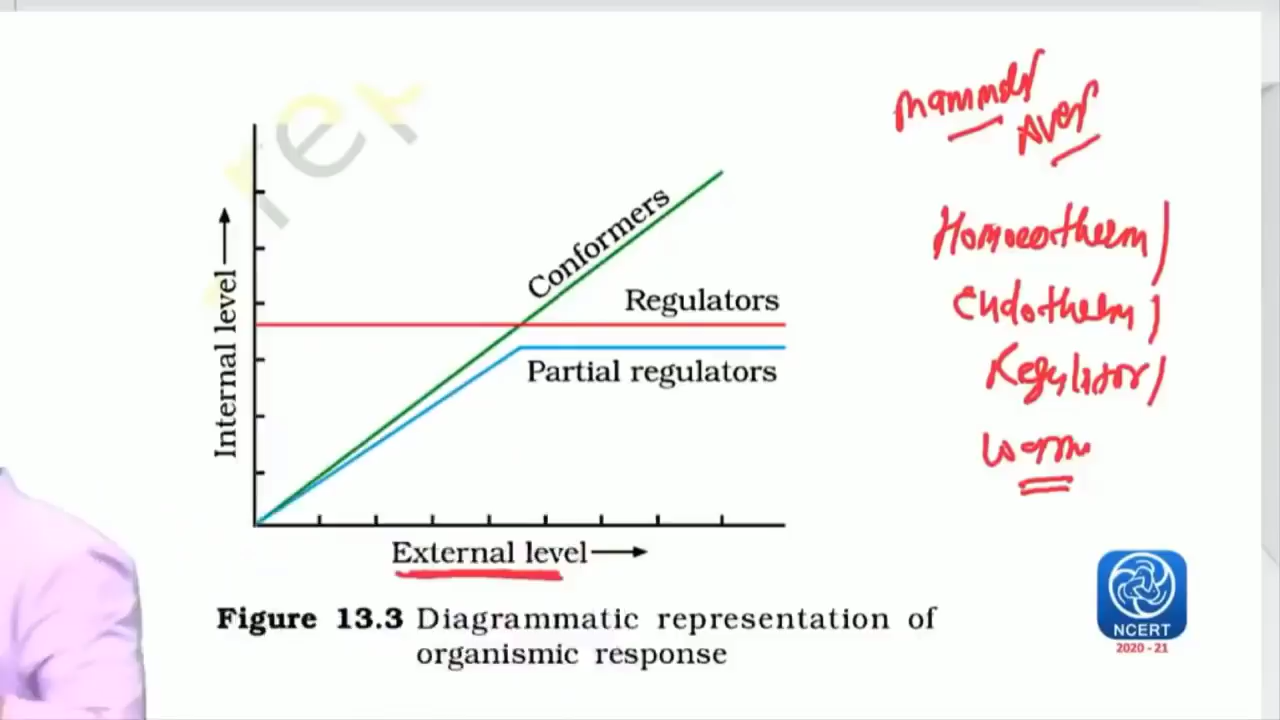 Mammals
Aves
Conformers
Regulators
Partial regulators
Internal level
External level
Homoeotherm /
Endotherm /
Regulator /
warm
Figure 13.3 Diagrammatic representation of
organismic response
NCERT
2020 - 21